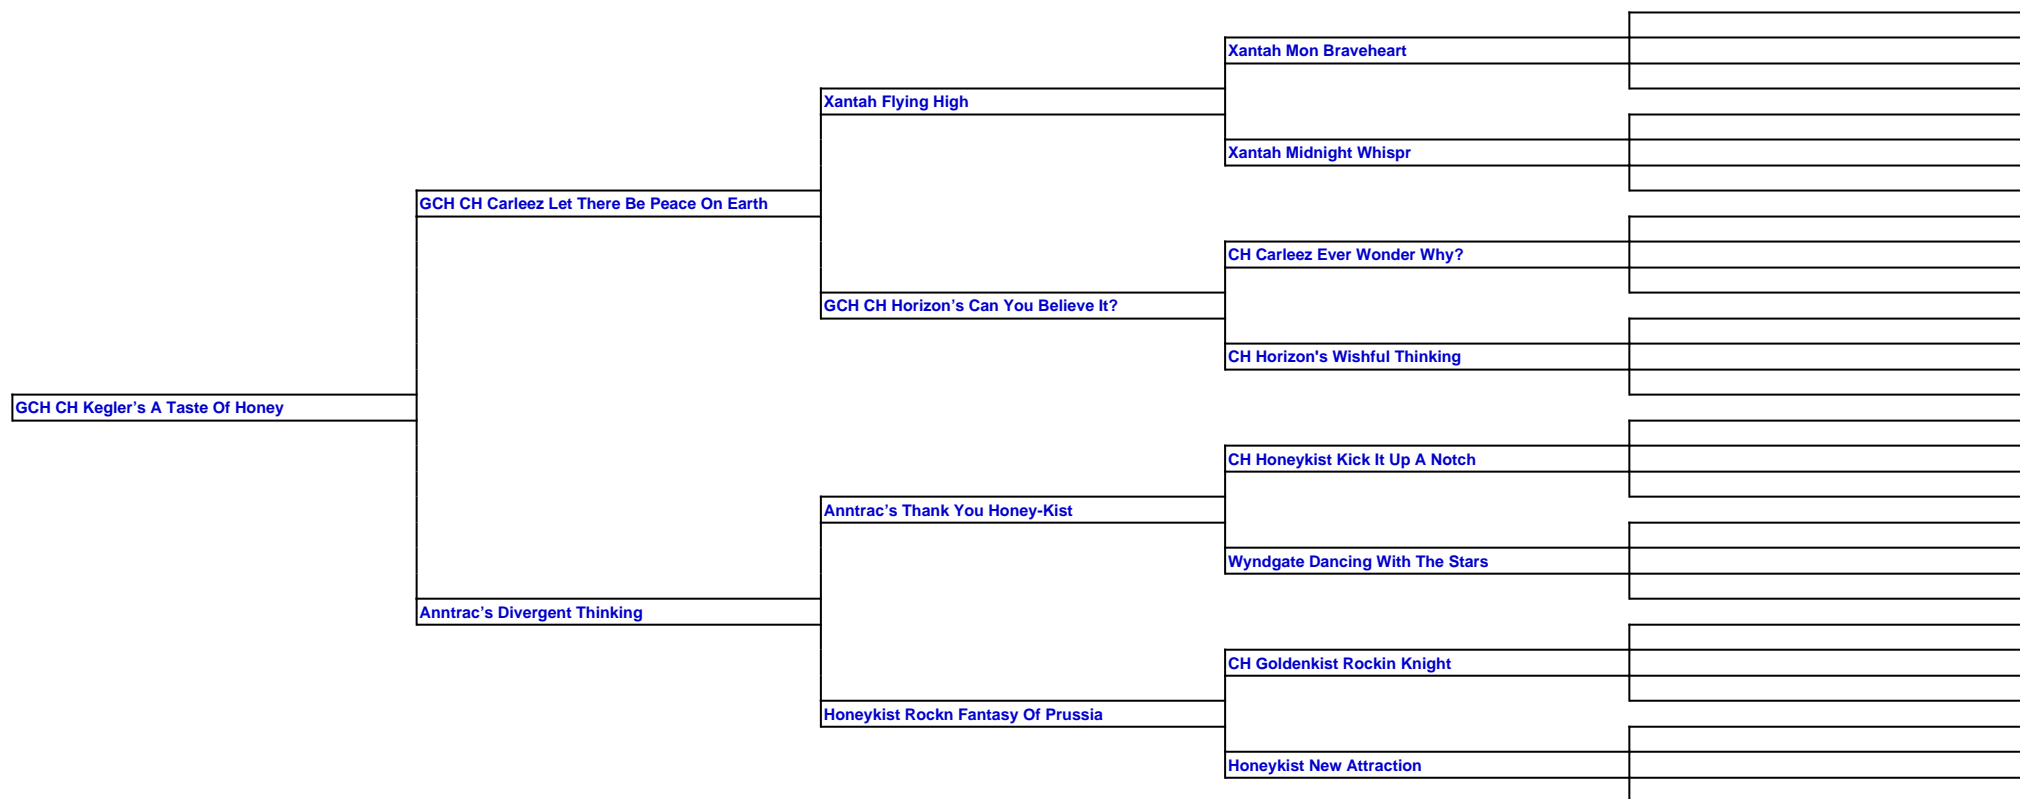 Xantah Mon Braveheart
Xantah Flying High
Xantah Midnight Whispr
GCH CH Carleez Let There Be Peace On Earth
CH Carleez Ever Wonder Why?
GCH CH Horizon’s Can You Believe It?
CH Horizon's Wishful Thinking
GCH CH Kegler’s A Taste Of Honey
CH Honeykist Kick It Up A Notch
Anntrac’s Thank You Honey-Kist
Wyndgate Dancing With The Stars
Anntrac’s Divergent Thinking
CH Goldenkist Rockin Knight
Honeykist Rockn Fantasy Of Prussia
Honeykist New Attraction